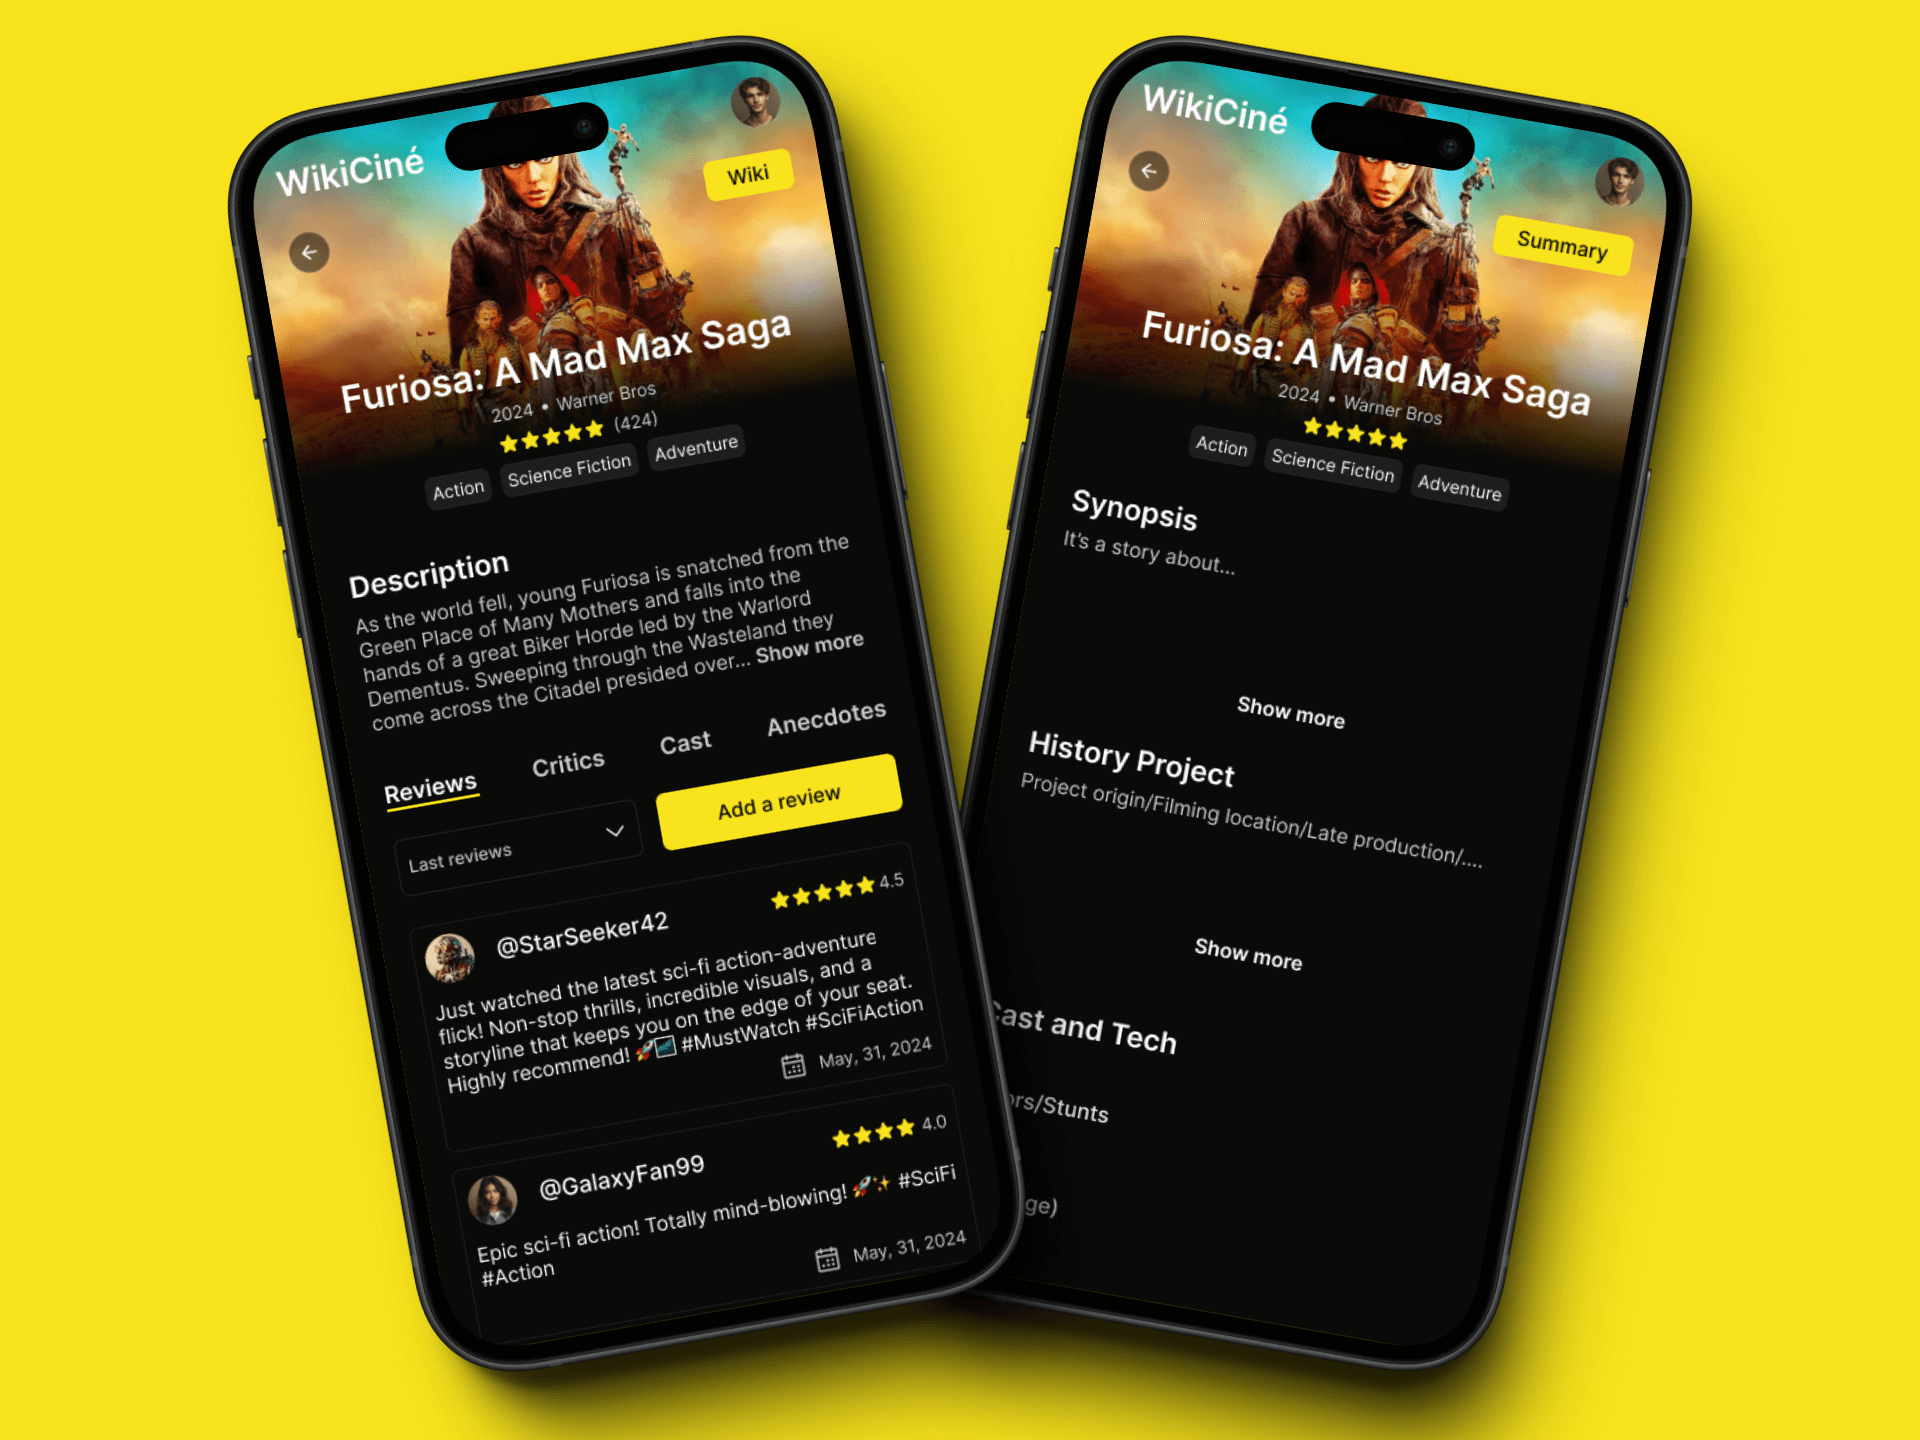 WikiCiné
Wiki
Furiosa: A Mad Max Saga
2024 • Warner Bros
(424)
Action
Science Fiction
Adventure
Description
As the world fell, young Furiosa is snatched from the
Green Place of Many Mothers and falls into the
hands of a great Biker Horde led by the Warlord
Dementus. Sweeping through the Wasteland they
come across the Citadel presided over... Show more
Reviews
Critics
Cast
Anecdotes
Last reviews
Add a review
@StarSeeker42
4.5
Just watched the latest sci-fi action-adventure
flick! Non-stop thrills, incredible visuals, and a
storyline that keeps you on the edge of your seat.
Highly recommend! 🚀 #MustWatch #SciFiAction
May, 31, 2024
@GalaxyFan99
4.0
Epic sci-fi action! Totally mind-blowing! 🚀✨ #SciFi
#Action
May, 31, 2024
WikiCiné
Summary
Furiosa: A Mad Max Saga
2024 • Warner Bros
Action
Science Fiction
Adventure
Synopsis
It's a story about...
Show more
History Project
Project origin/Filming location/Late production/....
Show more
Cast and Tech
ors/Stunts
ge)